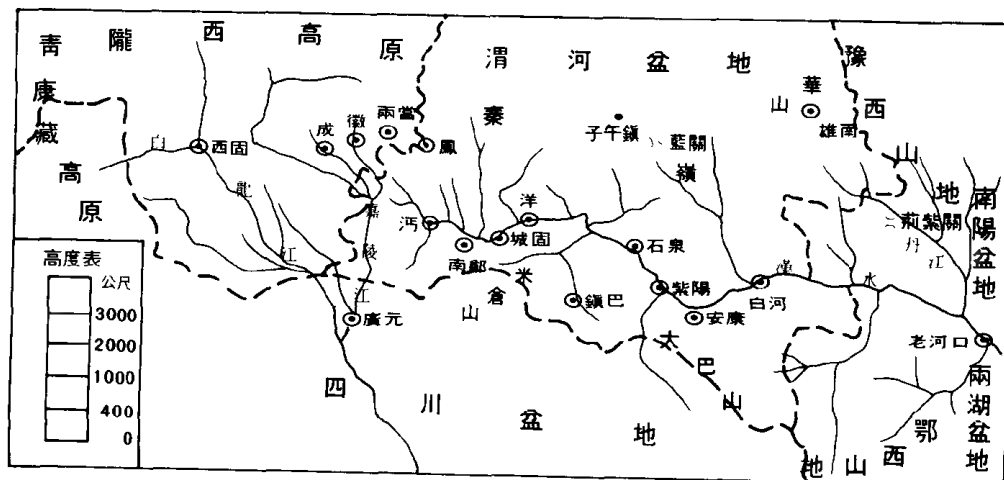 隴西高原
青康藏高原
渭河盆地
豫西山地
華山
秦嶺
雄南
子午鎮
藍關
兩當
徽
成
鳳
西固
白龍江
嘉陵江
沔
南鄭
城固
洋
石泉
紫陽
安康
白河
漢水
鎮巴
米倉山
大巴山
廣元
四川盆地
荊紫關
丹江
南陽盆地
老河口
兩湖盆地
鄂西山地
高度表
公尺
3000
2000
1000
400
0